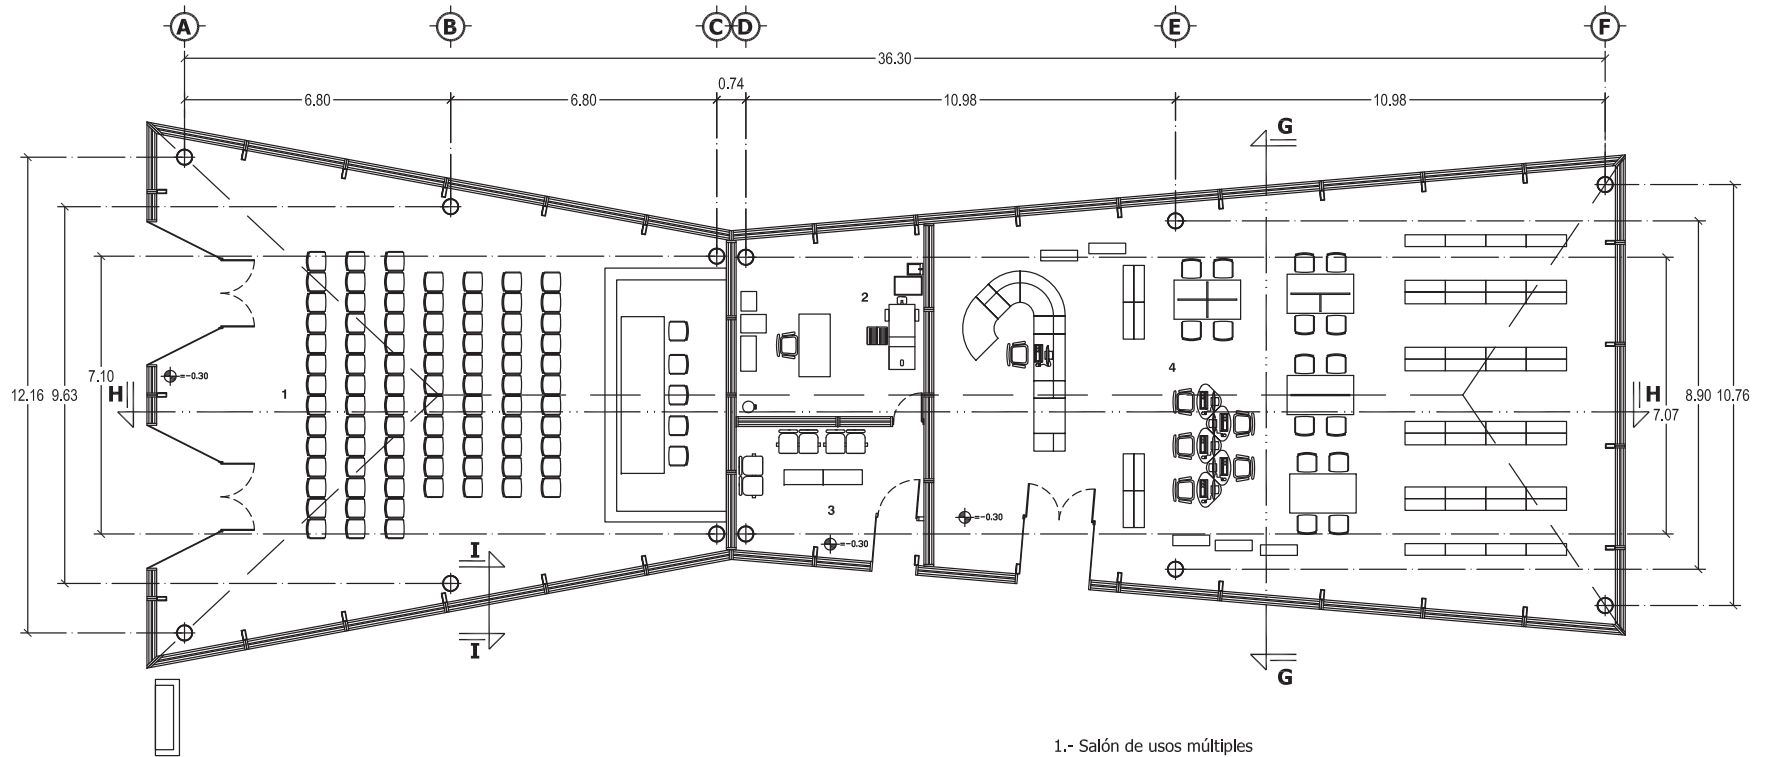 A B C D E F
36.30
0.74
6.80 6.80 10.98 10.98
G
2
=-0.30
12.16 9.63 7.10 H 1 4 H 8.90 10.76
7.07
3
=-0.30
=-0.30
I
I
G
1.- Salón de usos múltiples